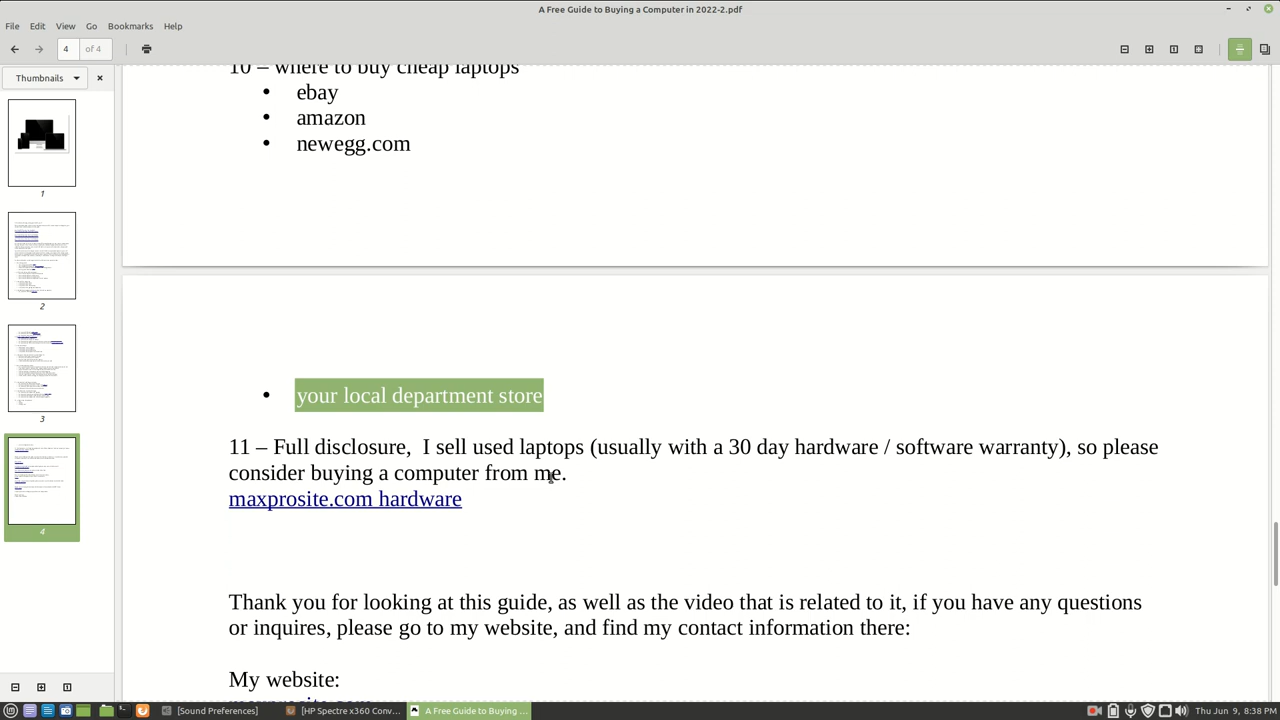 A Free Guide to Buying a Computer in 2022-2.pdf
File Edit View Go Bookmarks Help
4 of 4
Thumbnails
1
2
3
4
10 – where to buy cheap laptops
• ebay
• amazon
• newegg.com
• your local department store
11 – Full disclosure,  I sell used laptops (usually with a 30 day hardware / software warranty), so please
consider buying a computer from me.
maxprosite.com hardware
Thank you for looking at this guide, as well as the video that is related to it, if you have any questions
or inquires, please go to my website, and find my contact information there:
My website:
[Sound Preferences] [HP Spectre x360 Conv... A Free Guide to Buying ... Thu Jun 9, 8:38 PM